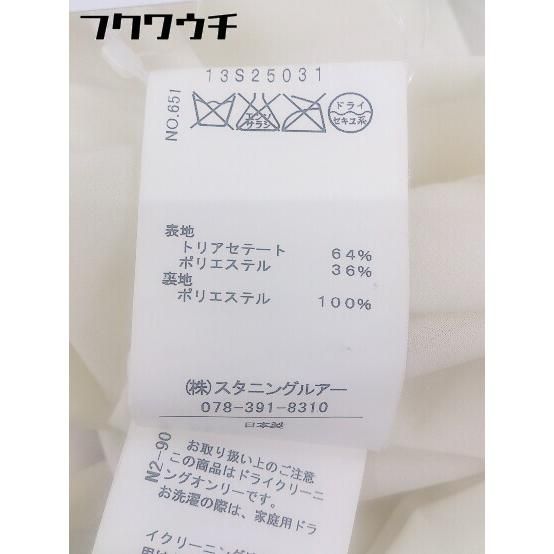 フクワウチ
13S25031
NO.651
エンソ
サラシ
ドライ
セキユ系
表地
トリアセテート 64%
ポリエステル 36%
裏地
ポリエステル 100%
(株)スタニングルアー
078-391-8310
日本製
N2-90
お取り扱い上のご注意
この商品はドライクリーニ
ングオンリーです。
お洗濯の際は、家庭用ドラ
イクリーニング